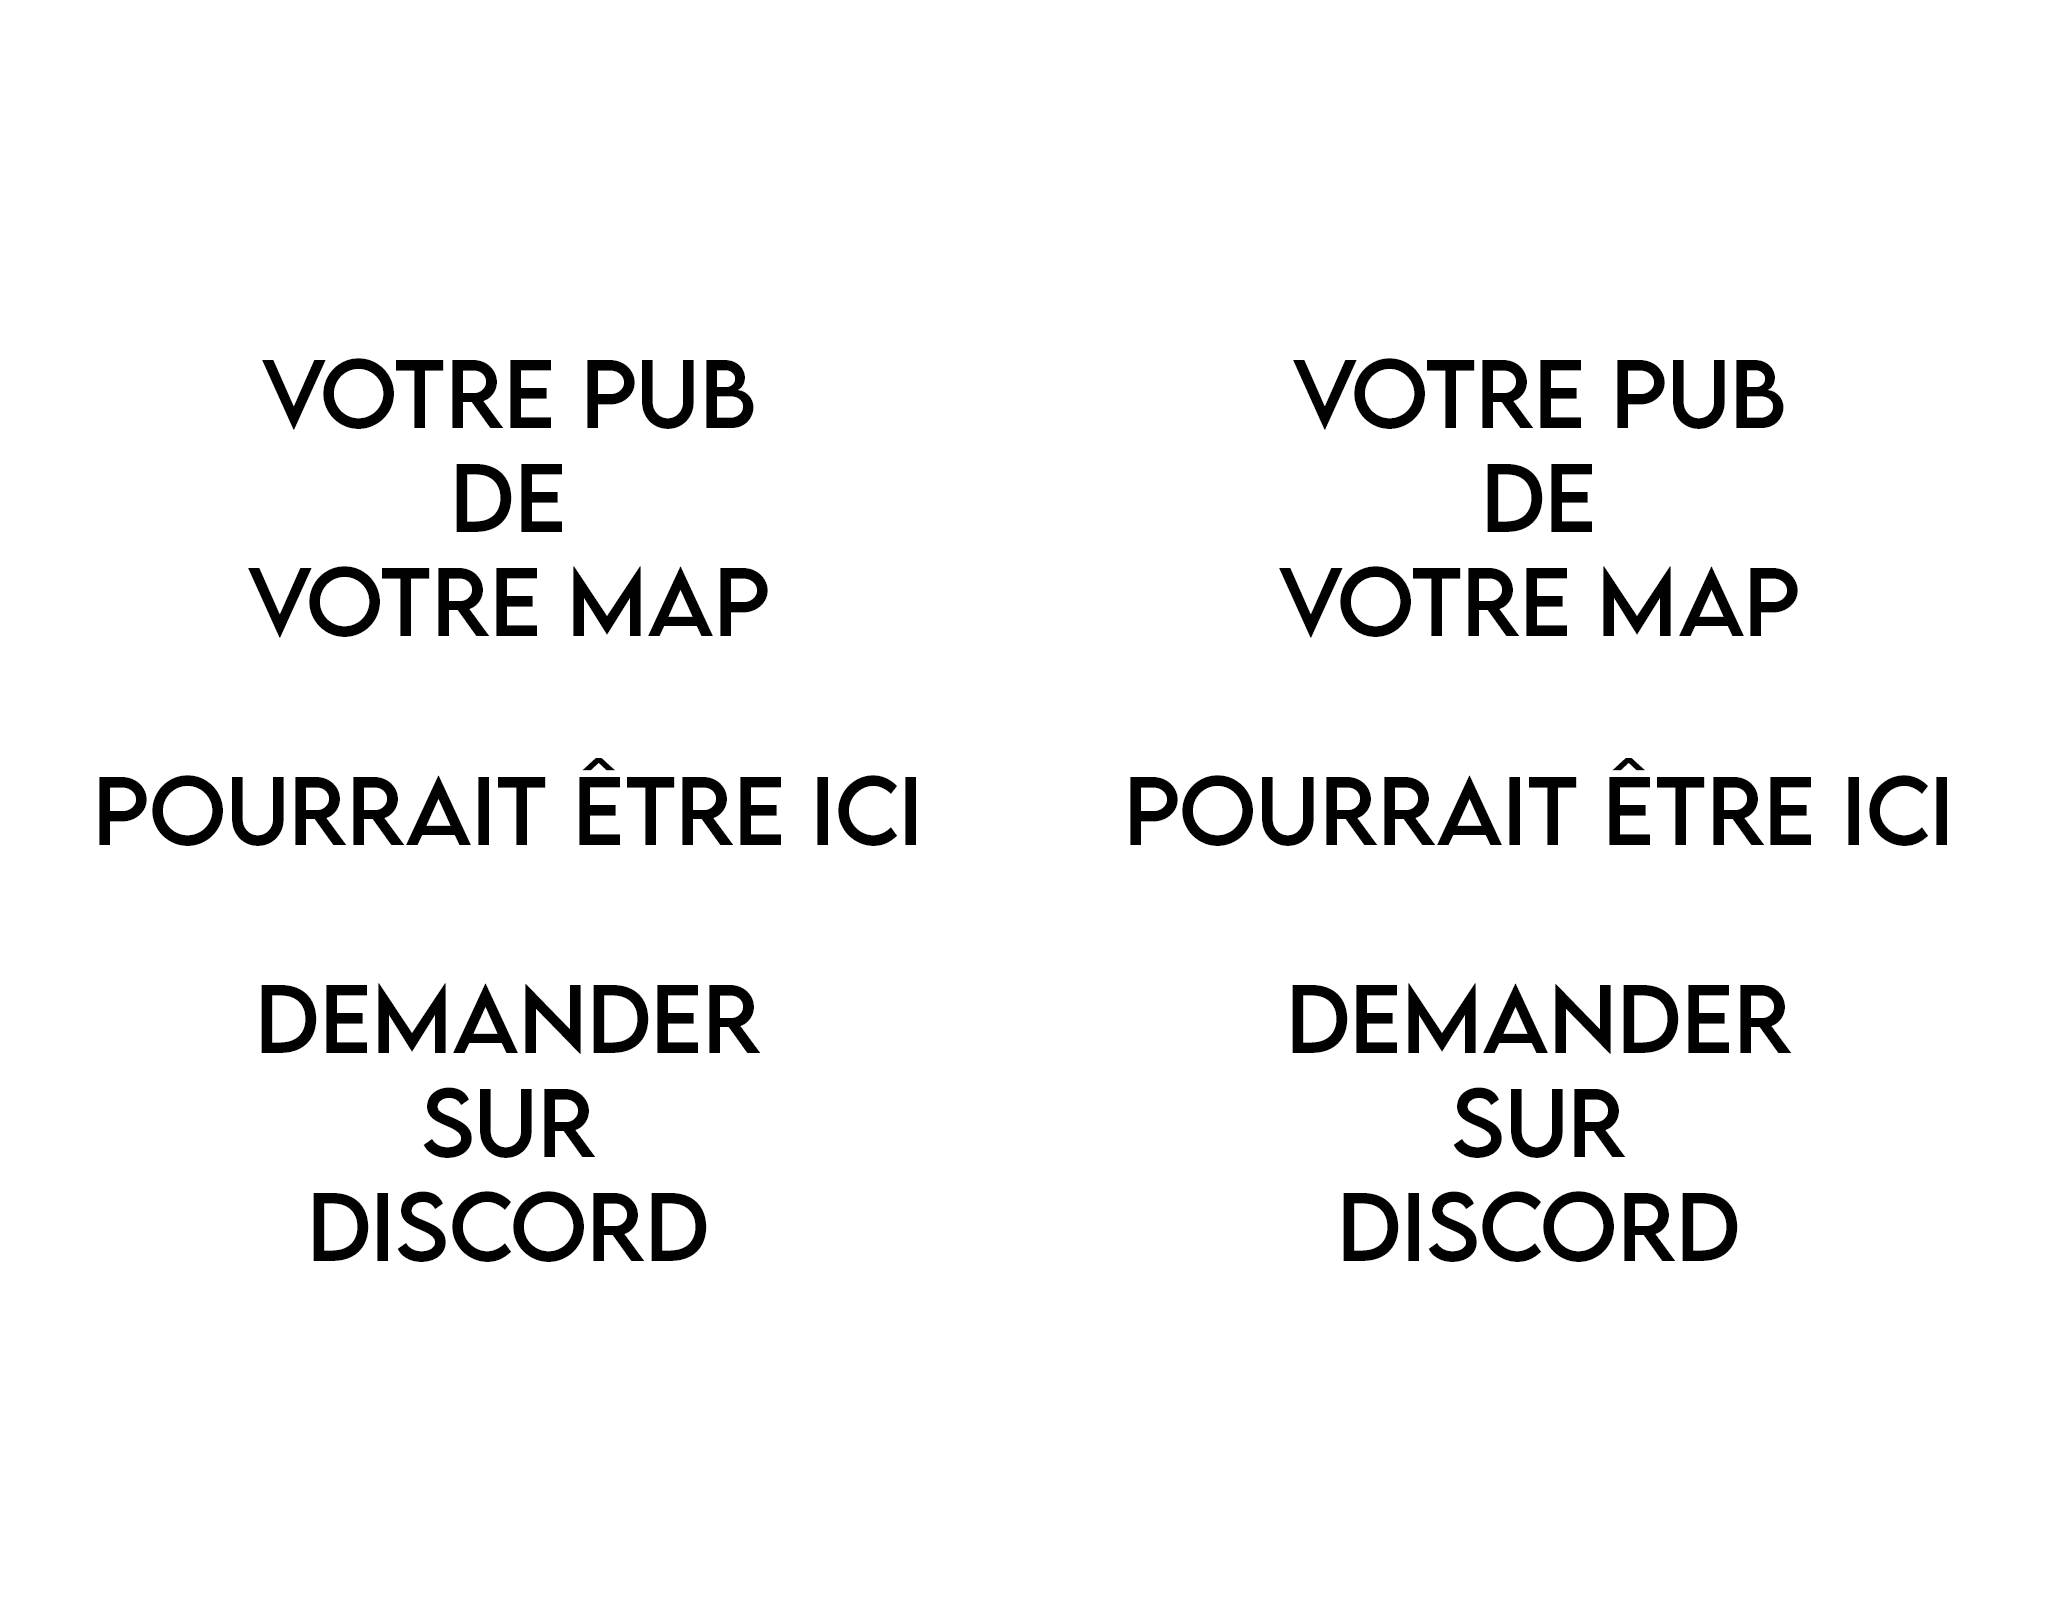 VOTRE PUB
DE
VOTRE MAP
POURRAIT ÊTRE ICI
DEMANDER
SUR
DISCORD
VOTRE PUB
DE
VOTRE MAP
POURRAIT ÊTRE ICI
DEMANDER
SUR
DISCORD